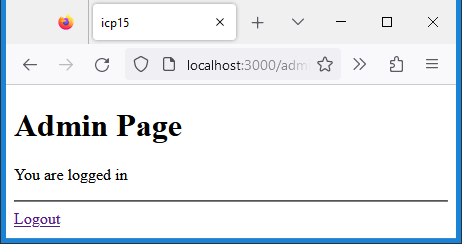 icp15
localhost:3000/adm
Admin Page
You are logged in
Logout